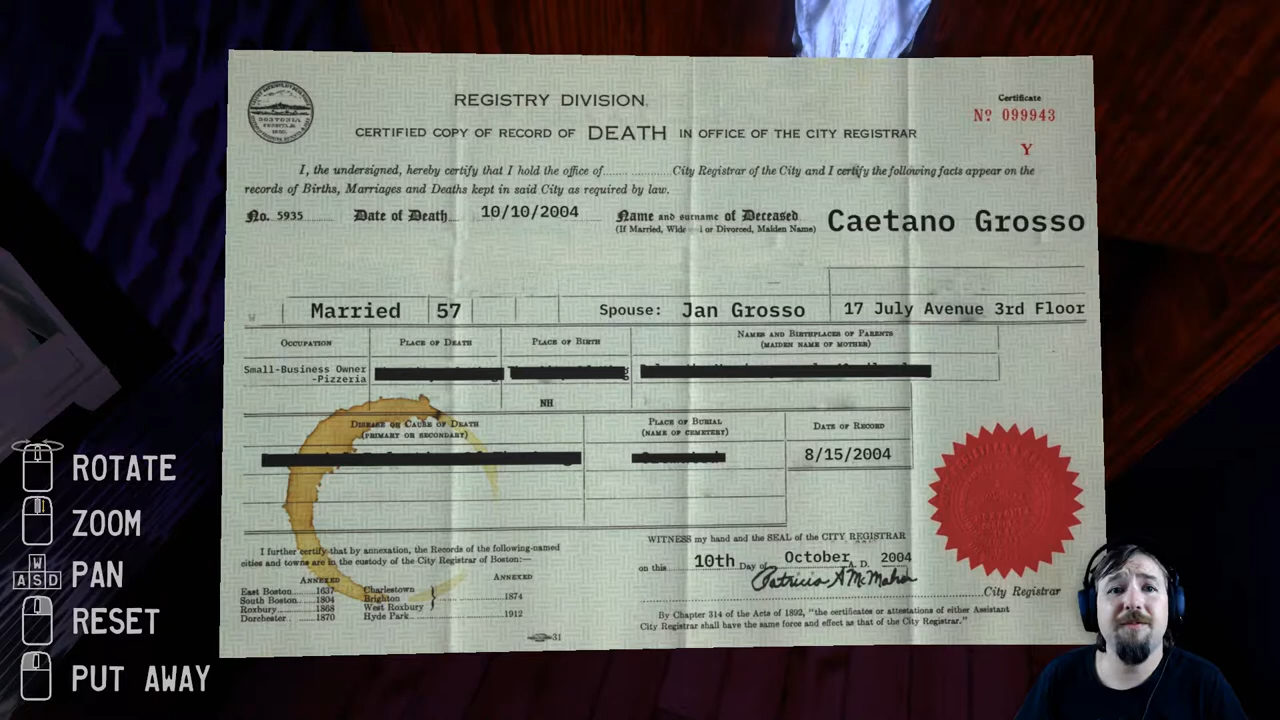 REGISTRY DIVISION.
Certificate
Nº 099943
CERTIFIED COPY OF RECORD OF DEATH IN OFFICE OF THE CITY REGISTRAR
Y
I, the undersigned, hereby certify that I hold the office of City Registrar of the City and I certify the following facts appear on the
records of Births, Marriages and Deaths kept in said City as required by law.
No. 5935 Date of Death 10/10/2004 Name and surname of Deceased Caetano Grosso
(If Married, or Divorced, Maiden Name)
Married 57 Spouse: Jan Grosso 17 July Avenue 3rd Floor
OCCUPATION PLACE OF DEATH PLACE OF BIRTH NAMES AND BIRTHPLACES OF PARENTS
(MAIDEN NAME OF MOTHER)
Small-Business Owner
-Pizzeria
NH
DISEASE OR CAUSE OF DEATH
(PRIMARY OR SECONDARY)
PLACE OF BURIAL
(NAME OF CEMETERY)
DATE OF RECORD
8/15/2004
WITNESS my hand and the SEAL of the CITY REGISTRAR
on this 10th Day of October A. D. 2004
Patricia A McMahon
City Registrar
I further certify that by annexation, the Records of the following-named
cities and towns are in the custody of the City Registrar of Boston:
ANNEXED ANNEXED
East Boston 1637 Charlestown
South Boston 1804 Brighton 1874
Roxbury 1868 West Roxbury
Dorchester 1870 Hyde Park 1912
By Chapter 314 of the Acts of 1892, "the certificates or attestations of either Assistant
City Registrar shall have the same force and effect as that of the City Registrar."
31
ROTATE
ZOOM
W
A S D
PAN
RESET
PUT AWAY